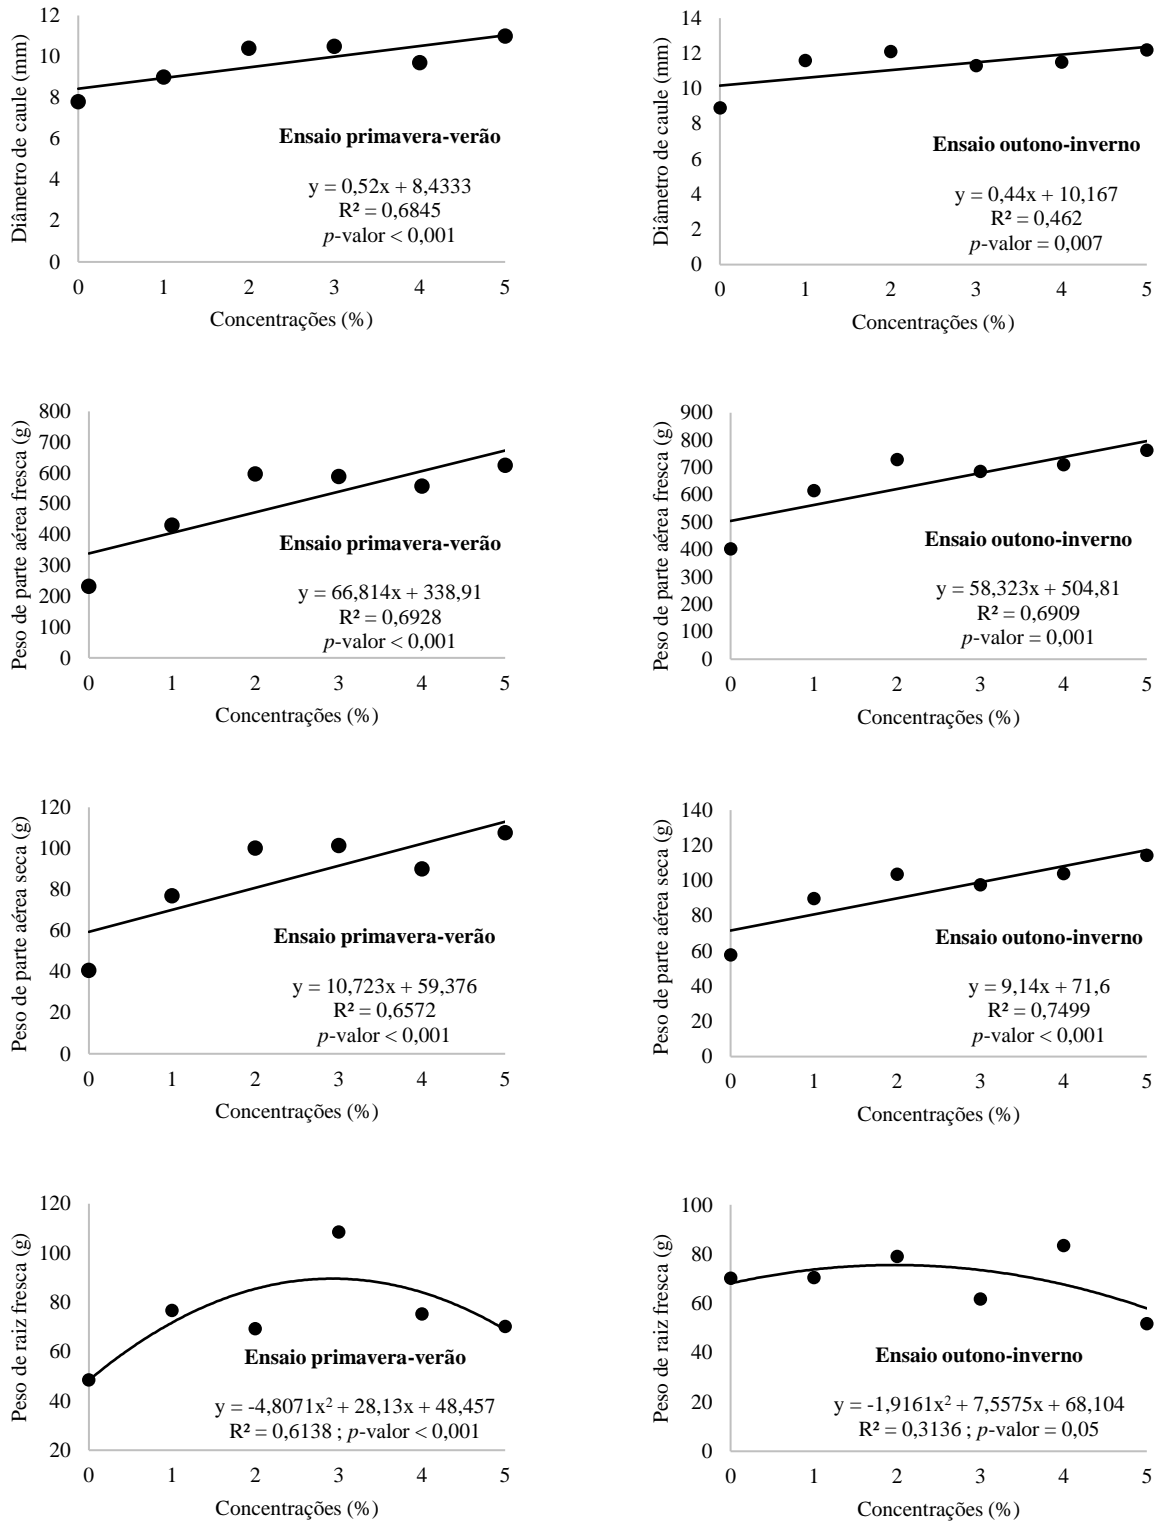 Diâmetro de caule (mm)
12
10
8
6
4
2
0
Ensaio primavera-verão
y = 0,52x + 8,4333
R² = 0,6845
p-valor < 0,001
0 1 2 3 4 5
Concentrações (%)
Diâmetro de caule (mm)
14
12
10
8
6
4
2
0
Ensaio outono-inverno
y = 0,44x + 10,167
R² = 0,462
p-valor = 0,007
0 1 2 3 4 5
Concentrações (%)
Peso de parte aérea fresca (g)
800
700
600
500
400
300
200
100
0
Ensaio primavera-verão
y = 66,814x + 338,91
R² = 0,6928
p-valor < 0,001
0 1 2 3 4 5
Concentrações (%)
Peso de parte aérea fresca (g)
900
800
700
600
500
400
300
200
100
0
Ensaio outono-inverno
y = 58,323x + 504,81
R² = 0,6909
p-valor = 0,001
0 1 2 3 4 5
Concentrações (%)
Peso de parte aérea seca (g)
120
100
80
60
40
20
0
Ensaio primavera-verão
y = 10,723x + 59,376
R² = 0,6572
p-valor < 0,001
0 1 2 3 4 5
Concentrações (%)
Peso de parte aérea seca (g)
140
120
100
80
60
40
20
0
Ensaio outono-inverno
y = 9,14x + 71,6
R² = 0,7499
p-valor < 0,001
0 1 2 3 4 5
Concentrações (%)
Peso de raiz fresca (g)
120
100
80
60
40
20
Ensaio primavera-verão
y = -4,8071x² + 28,13x + 48,457
R² = 0,6138 ; p-valor < 0,001
0 1 2 3 4 5
Concentrações (%)
Peso de raiz fresca (g)
100
80
60
40
20
0
Ensaio outono-inverno
y = -1,9161x² + 7,5575x + 68,104
R² = 0,3136 ; p-valor = 0,05
0 1 2 3 4 5
Concentrações (%)